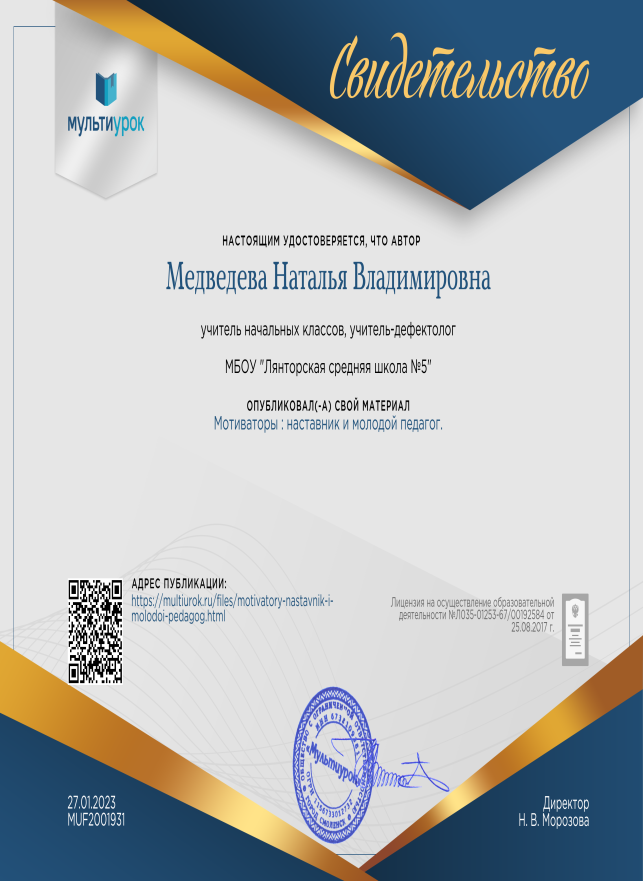 Свидетельство
мультиурок
НАСТОЯЩИМ УДОСТОВЕРЯЕТСЯ, ЧТО АВТОР
Медведева Наталья Владимировна
учитель начальных классов, учитель-дефектолог
МБОУ "Лянторская средняя школа №5"
ОПУБЛИКОВАЛ(-А) СВОЙ МАТЕРИАЛ
Мотиваторы : наставник и молодой педагог.
АДРЕС ПУБЛИКАЦИИ:
https://multiurok.ru/files/motivatory-nastavnik-i-
molodoi-pedagog.html
Лицензия на осуществление образовательной
деятельности №Л035-01253-67/00192584 от
25.08.2017 г.
«Мультиурок»
27.01.2023
MUF2001931
Директор
Н. В. Морозова